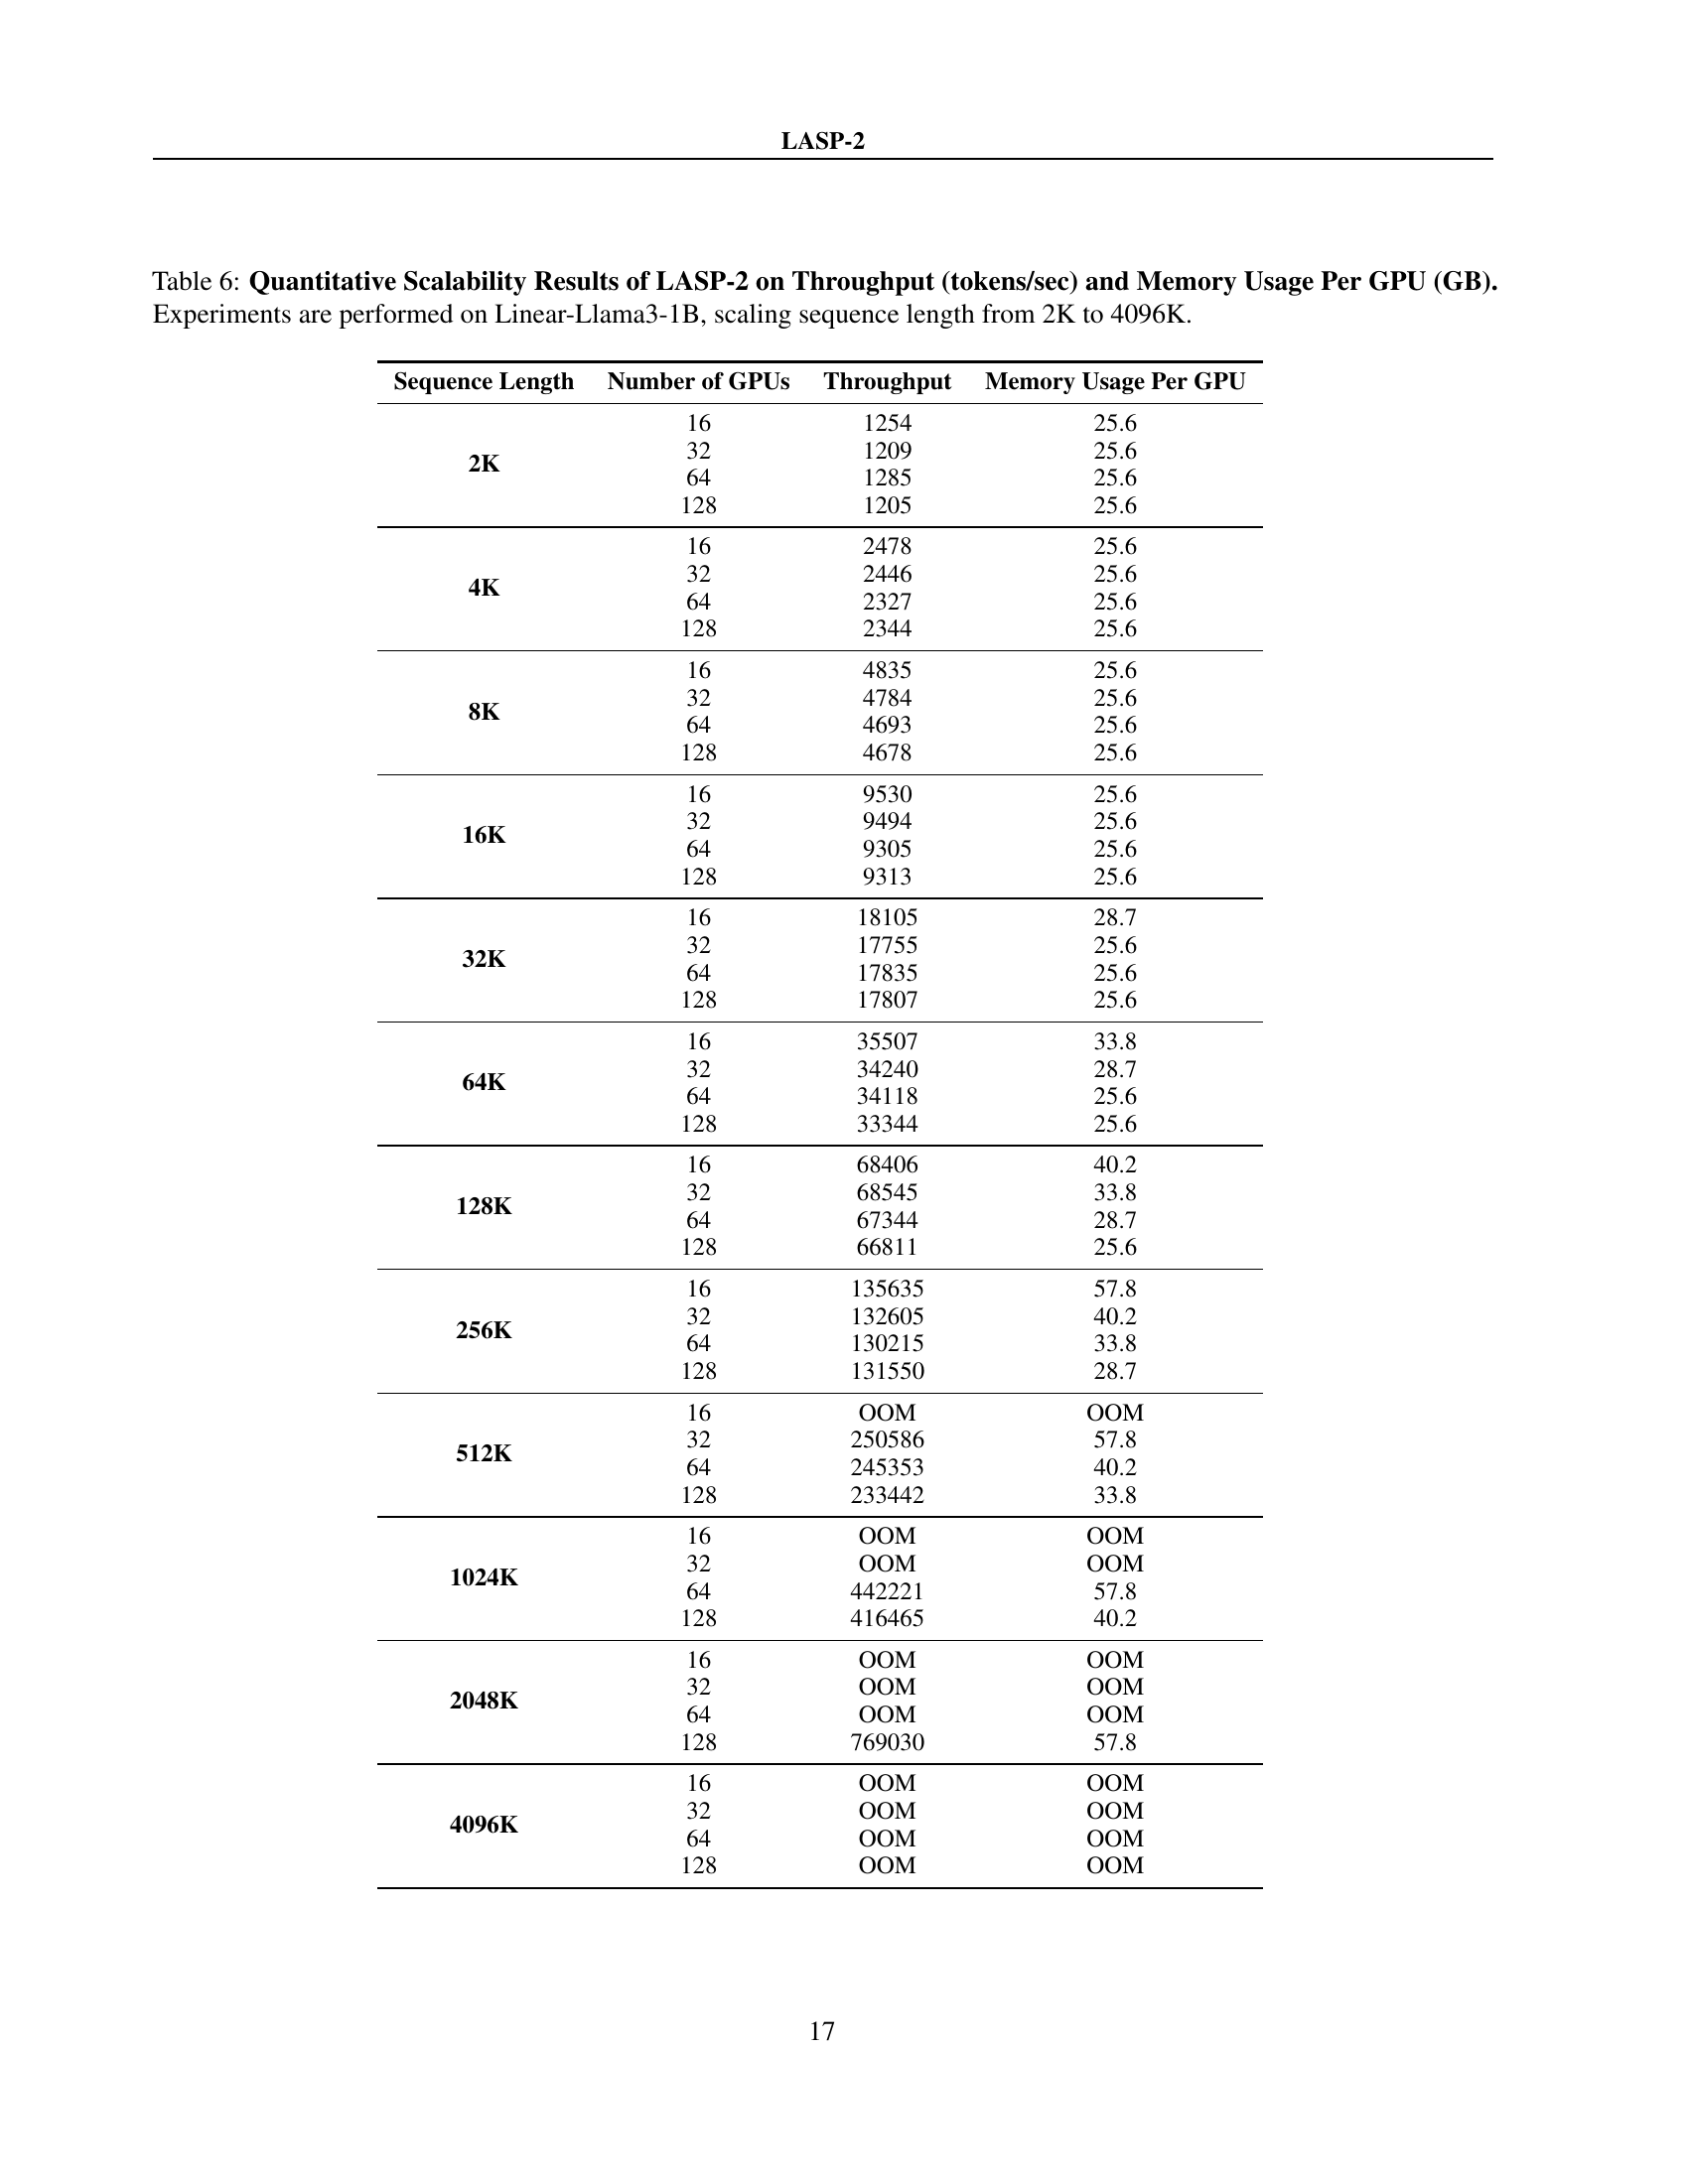 LASP-2
Table 6: Quantitative Scalability Results of LASP-2 on Throughput (tokens/sec) and Memory Usage Per GPU (GB).
Experiments are performed on Linear-Llama3-1B, scaling sequence length from 2K to 4096K.
Sequence Length Number of GPUs Throughput Memory Usage Per GPU
2K
16 1254 25.6
32 1209 25.6
64 1285 25.6
128 1205 25.6
4K
16 2478 25.6
32 2446 25.6
64 2327 25.6
128 2344 25.6
8K
16 4835 25.6
32 4784 25.6
64 4693 25.6
128 4678 25.6
16K
16 9530 25.6
32 9494 25.6
64 9305 25.6
128 9313 25.6
32K
16 18105 28.7
32 17755 25.6
64 17835 25.6
128 17807 25.6
64K
16 35507 33.8
32 34240 28.7
64 34118 25.6
128 33344 25.6
128K
16 68406 40.2
32 68545 33.8
64 67344 28.7
128 66811 25.6
256K
16 135635 57.8
32 132605 40.2
64 130215 33.8
128 131550 28.7
512K
16 OOM OOM
32 250586 57.8
64 245353 40.2
128 233442 33.8
1024K
16 OOM OOM
32 OOM OOM
64 442221 57.8
128 416465 40.2
2048K
16 OOM OOM
32 OOM OOM
64 OOM OOM
128 769030 57.8
4096K
16 OOM OOM
32 OOM OOM
64 OOM OOM
128 OOM OOM
17